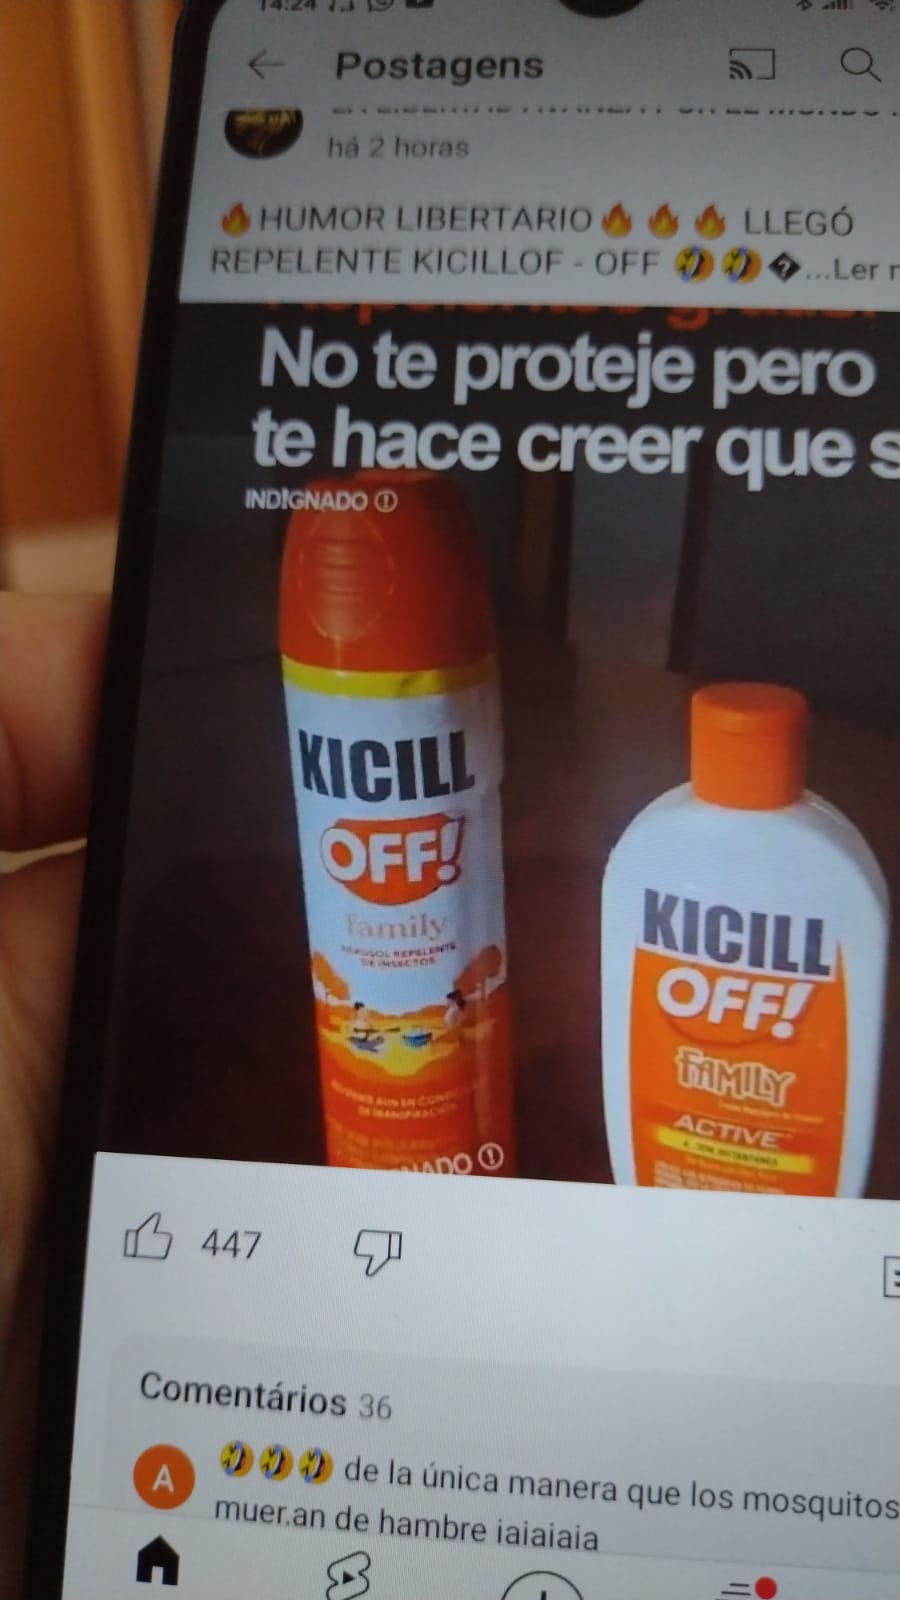 14:24
Postagens
há 2 horas
🔥HUMOR LIBERTARIO🔥🔥🔥 LLEGÓ
REPELENTE KICILLOF - OFF 🤣🤣�...Ler
No te proteje pero
te hace creer que
INDIGNADO
KICILL
OFF!
family
AEROSOL REPELENTE
DE INSECTOS
KICILL
OFF!
FAMILY
ACTIVE
447
Comentários 36
A
🤣🤣🤣 de la única manera que los mosquitos
muer.an de hambre iaiaiaia